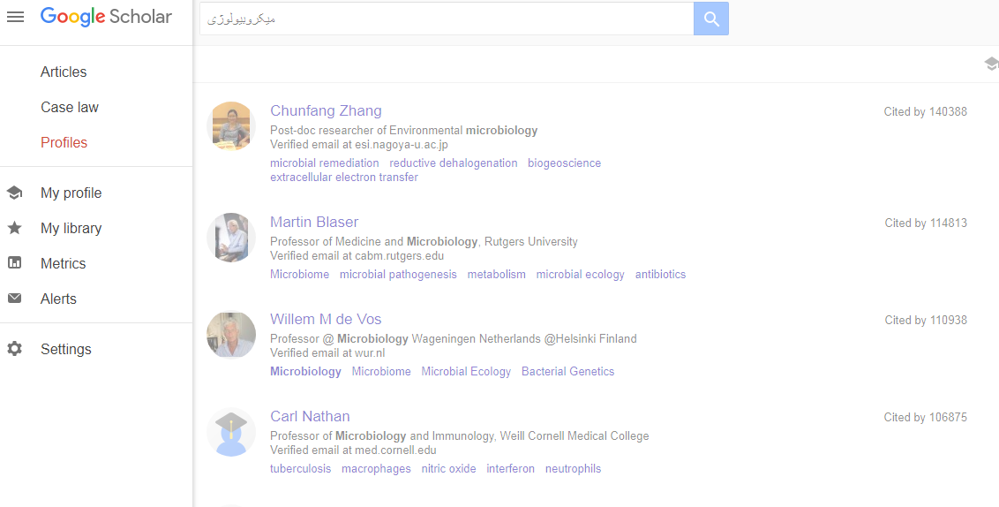 Google Scholar
میکروبیولوژی
Articles
Case law
Profiles
My profile
My library
Metrics
Alerts
Settings
Chunfang Zhang
Cited by 140388
Post-doc researcher of Environmental microbiology
Verified email at esi.nagoya-u.ac.jp
microbial remediation reductive dehalogenation biogeoscience
extracellular electron transfer
Martin Blaser
Cited by 114813
Professor of Medicine and Microbiology, Rutgers University
Verified email at cabm.rutgers.edu
Microbiome microbial pathogenesis metabolism microbial ecology antibiotics
Willem M de Vos
Cited by 110938
Professor @ Microbiology Wageningen Netherlands @Helsinki Finland
Verified email at wur.nl
Microbiology Microbiome Microbial Ecology Bacterial Genetics
Carl Nathan
Cited by 106875
Professor of Microbiology and Immunology, Weill Cornell Medical College
Verified email at med.cornell.edu
tuberculosis macrophages nitric oxide interferon neutrophils